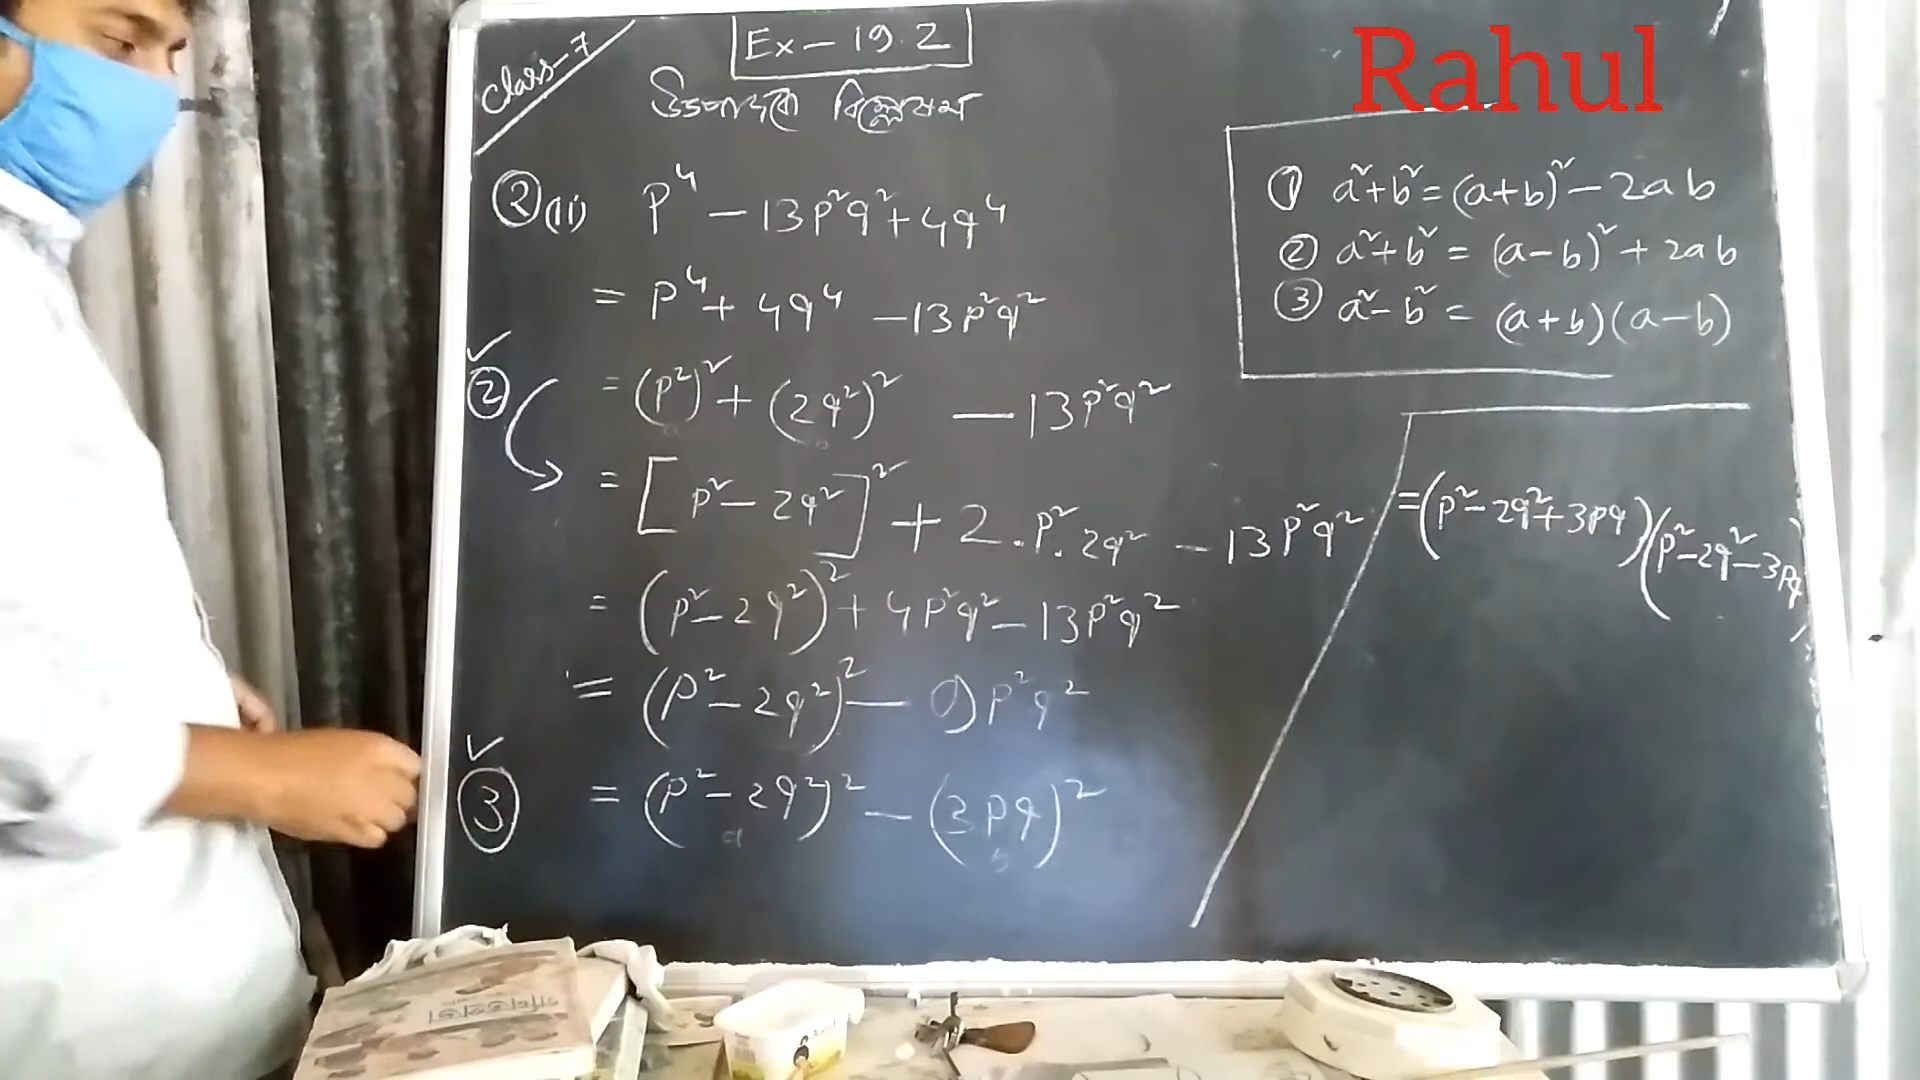 Class-7
Ex-19.2
Rahul
উৎপাদকে বিশ্লেষণ
② (ii) p⁴ - 13p²q² + 4q⁴
= p⁴ + 4q⁴ - 13p²q²
② = (p²)² + (2q²)² - 13p²q²
= [p² - 2q²]² + 2.p².2q² - 13p²q²
= (p² - 2q²)² + 4p²q² - 13p²q²
= (p² - 2q²)² - 9p²q²
③ = (p² - 2q²)² - (3pq)²
① a² + b² = (a+b)² - 2ab
② a² + b² = (a-b)² + 2ab
③ a² - b² = (a+b)(a-b)
= (p² - 2q² + 3pq)(p² - 2q² - 3pq)